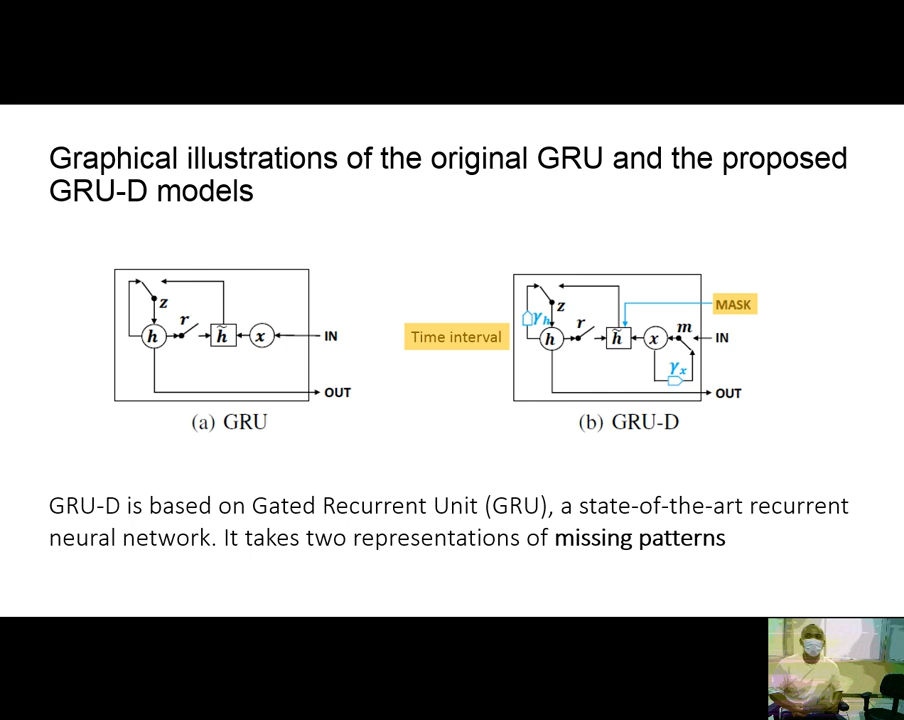 Graphical illustrations of the original GRU and the proposed
GRU-D models
z
r
h
h̃
x
IN
OUT
(a) GRU
Time interval
MASK
γh
z
r
h
h̃
x
m
IN
γx
OUT
(b) GRU-D
GRU-D is based on Gated Recurrent Unit (GRU), a state-of-the-art recurrent
neural network. It takes two representations of missing patterns